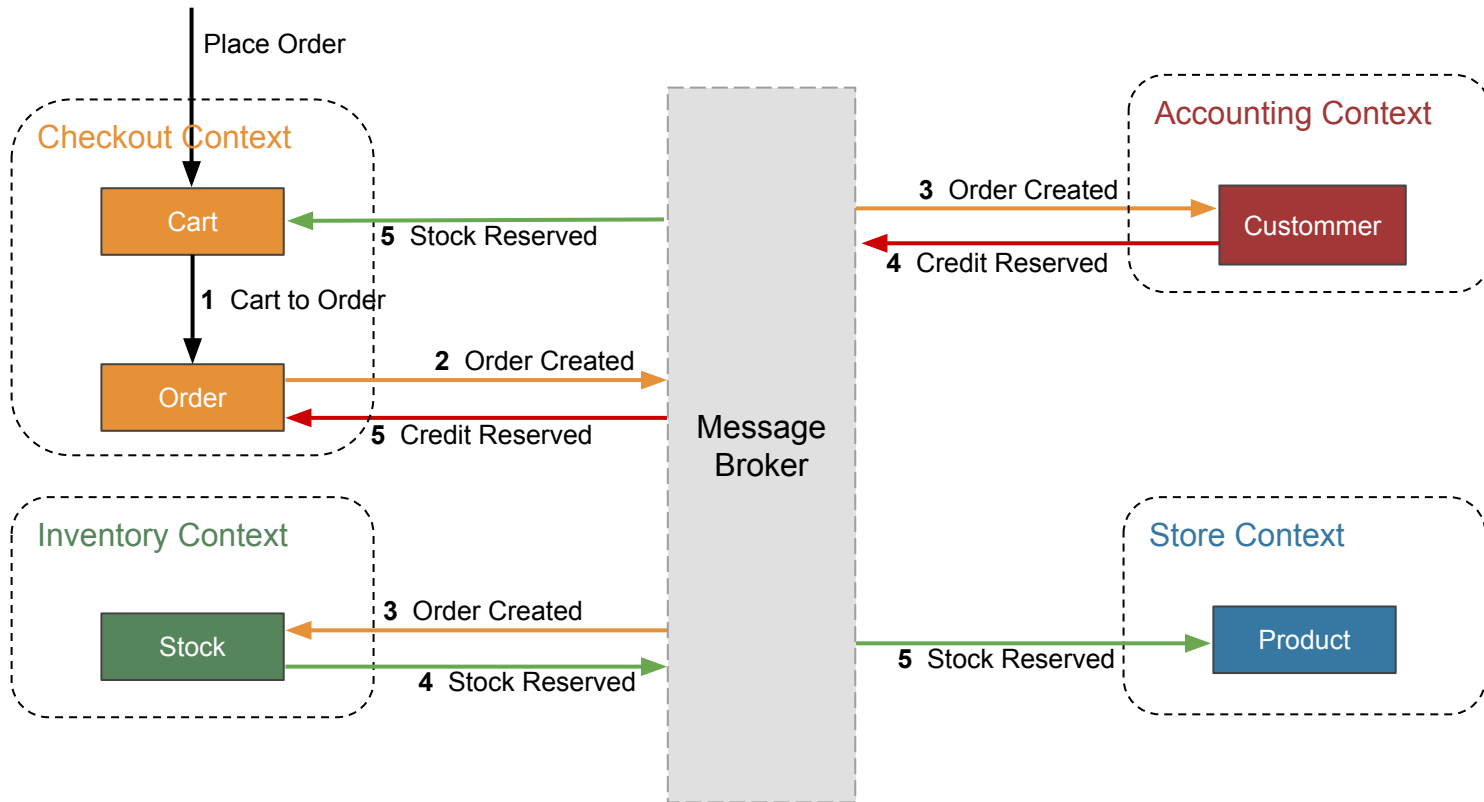 Place Order
Checkout Context
Cart
5 Stock Reserved
1 Cart to Order
2 Order Created
Order
5 Credit Reserved
Inventory Context
3 Order Created
Stock
4 Stock Reserved
Message
Broker
Accounting Context
3 Order Created
Custommer
4 Credit Reserved
Store Context
Product
5 Stock Reserved